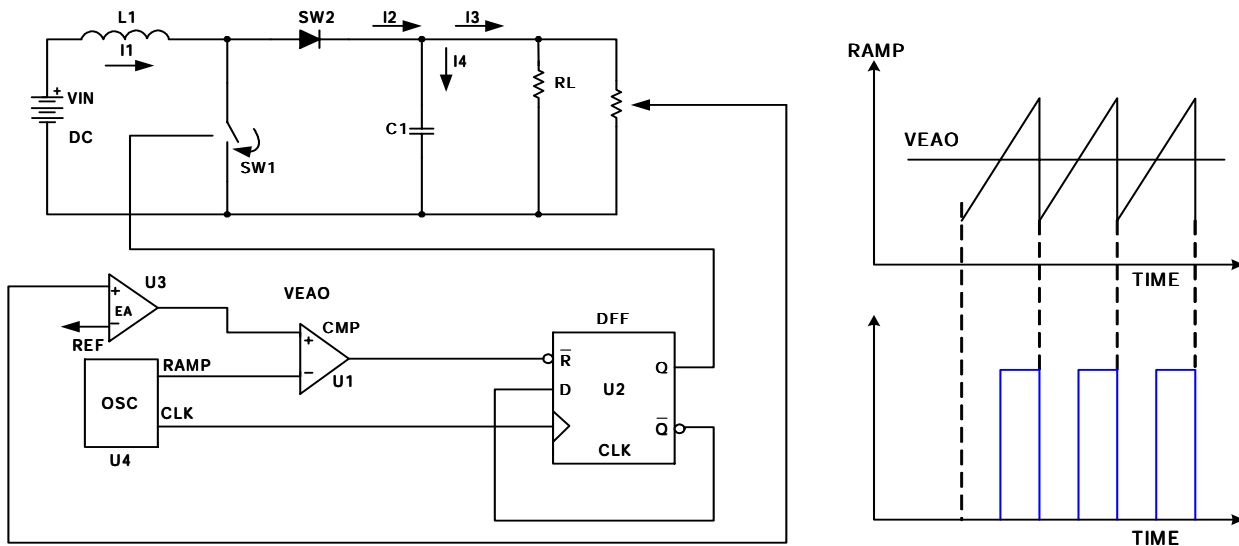 L1
I1
SW2
I2
I3
I4
+
VIN
DC
SW1
C1
RL
U3
+
EA
−
REF
VEAO
CMP
+
−
U1
RAMP
OSC
CLK
U4
DFF
R̅
D
U2
Q
Q̅
CLK
RAMP
VEAO
TIME
TIME